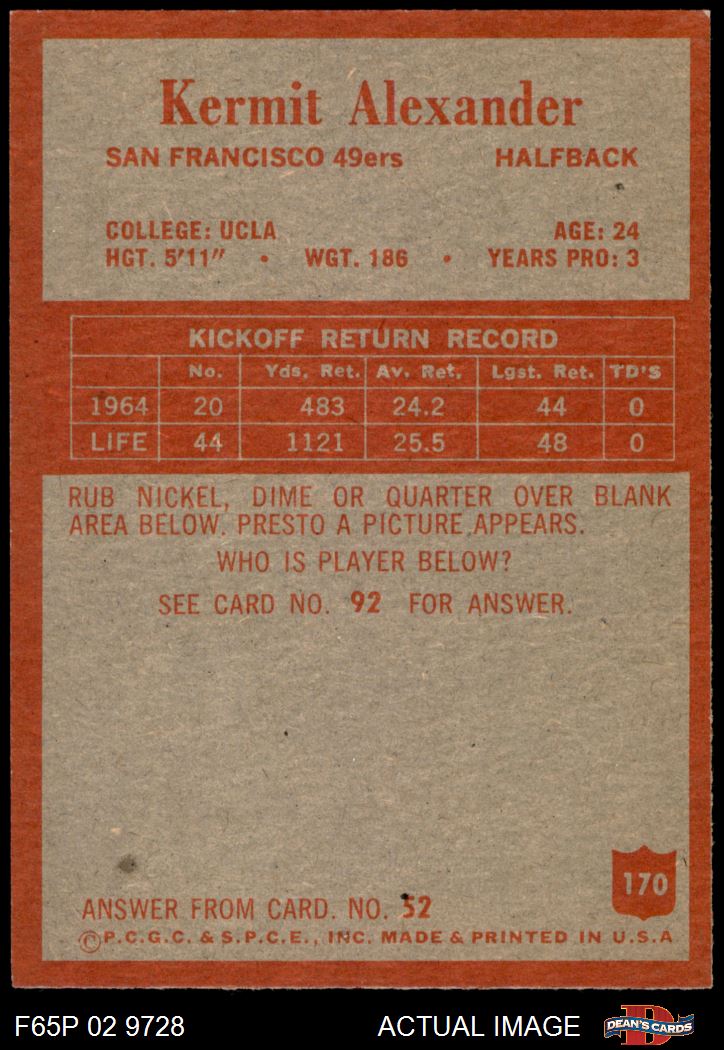 Kermit Alexander
SAN FRANCISCO 49ers HALFBACK
COLLEGE: UCLA AGE: 24
HGT. 5'11" • WGT. 186 • YEARS PRO: 3
KICKOFF RETURN RECORD
No. Yds. Ret. Av. Ret. Lgst. Ret. TD'S
1964 20 483 24.2 44 0
LIFE 44 1121 25.5 48 0
RUB NICKEL, DIME OR QUARTER OVER BLANK
AREA BELOW. PRESTO A PICTURE APPEARS.
WHO IS PLAYER BELOW?
SEE CARD NO. 92 FOR ANSWER.
170
ANSWER FROM CARD. NO. 52
©P.C.G.C. & S.P.C.E., INC. MADE & PRINTED IN U.S.A
F65P 02 9728 ACTUAL IMAGE DEAN'S CARDS